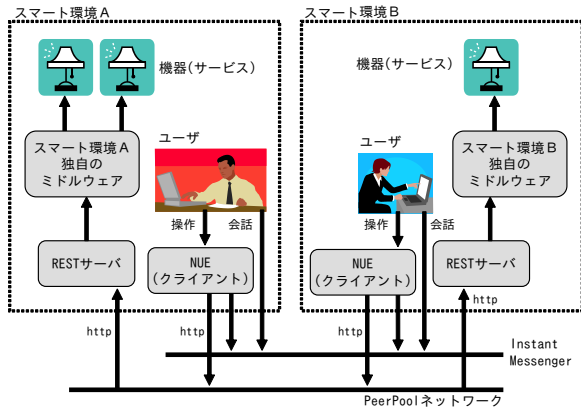 スマート環境A
機器(サービス)
スマート環境A
独自の
ミドルウェア
ユーザ
操作
会話
RESTサーバ
NUE
(クライアント)
http
http
スマート環境B
機器(サービス)
ユーザ
スマート環境B
独自の
ミドルウェア
操作
会話
NUE
(クライアント)
RESTサーバ
http
http
Instant
Messenger
PeerPoolネットワーク